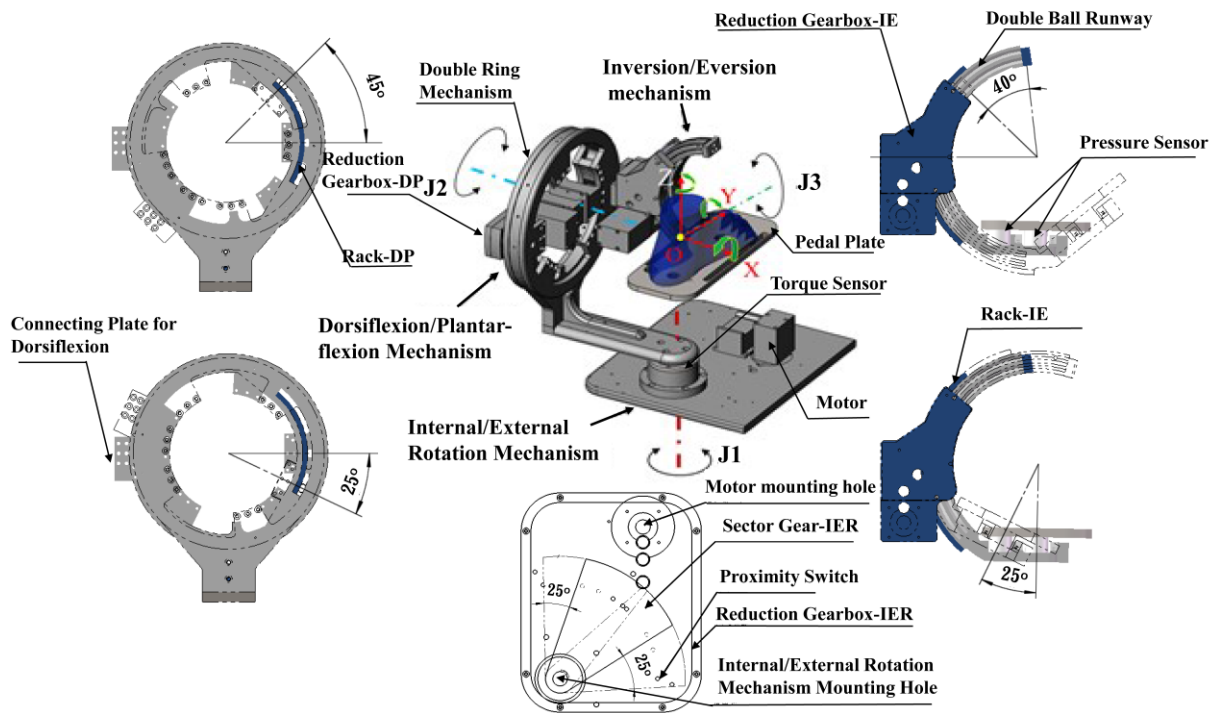 Reduction Gearbox-IE
Double Ball Runway
Double Ring
Mechanism
Inversion/Eversion
mechanism
45°
40°
Pressure Sensor
Reduction
Gearbox-DP
J2
J3
Z
Y
O
X
Pedal Plate
Rack-DP
Torque Sensor
Connecting Plate for
Dorsiflexion
Dorsiflexion/Plantar-
flexion Mechanism
Rack-IE
Motor
Internal/External
Rotation Mechanism
J1
25°
Motor mounting hole
Sector Gear-IER
Proximity Switch
25°
Reduction Gearbox-IER
25°
25°
Internal/External Rotation
Mechanism Mounting Hole